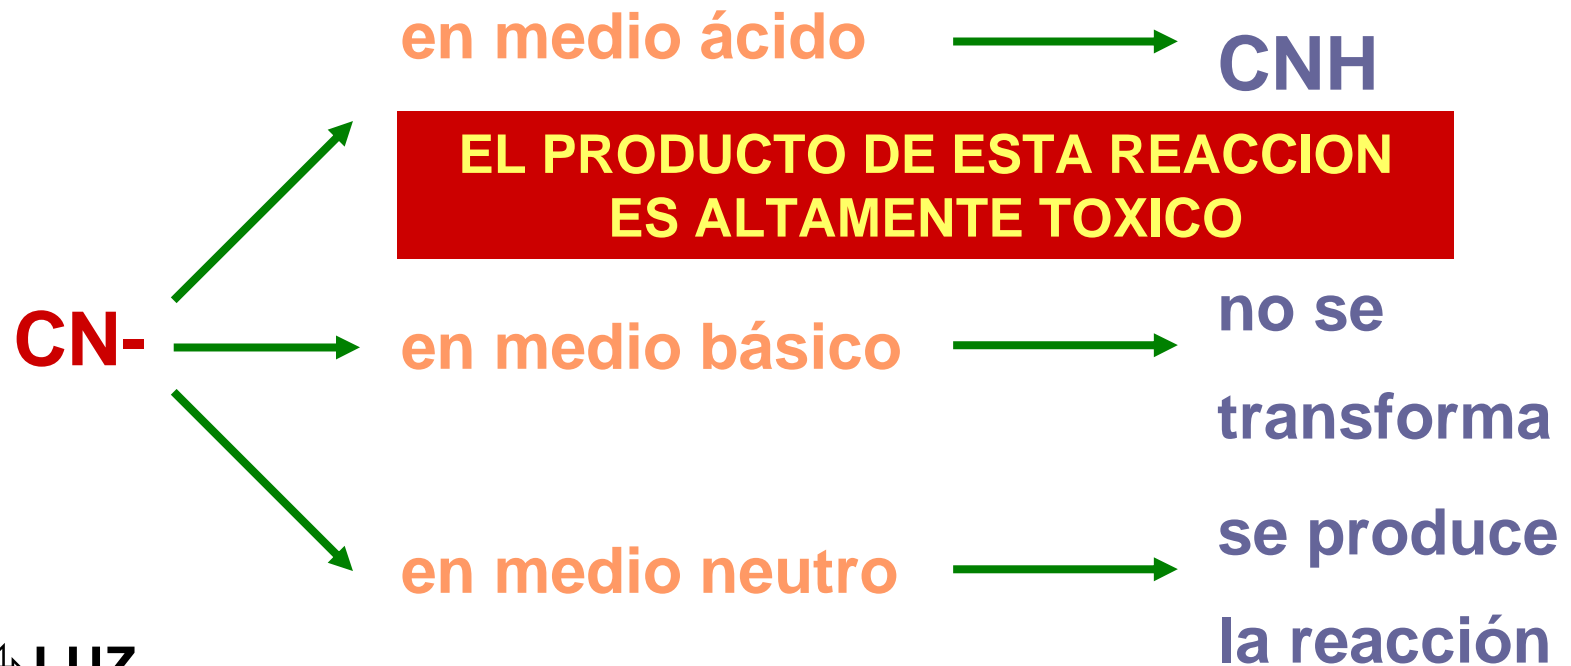 en medio ácido
CNH
EL PRODUCTO DE ESTA REACCION
ES ALTAMENTE TOXICO
CN-
en medio básico
no se
transforma
en medio neutro
se produce
la reacción
LUZ